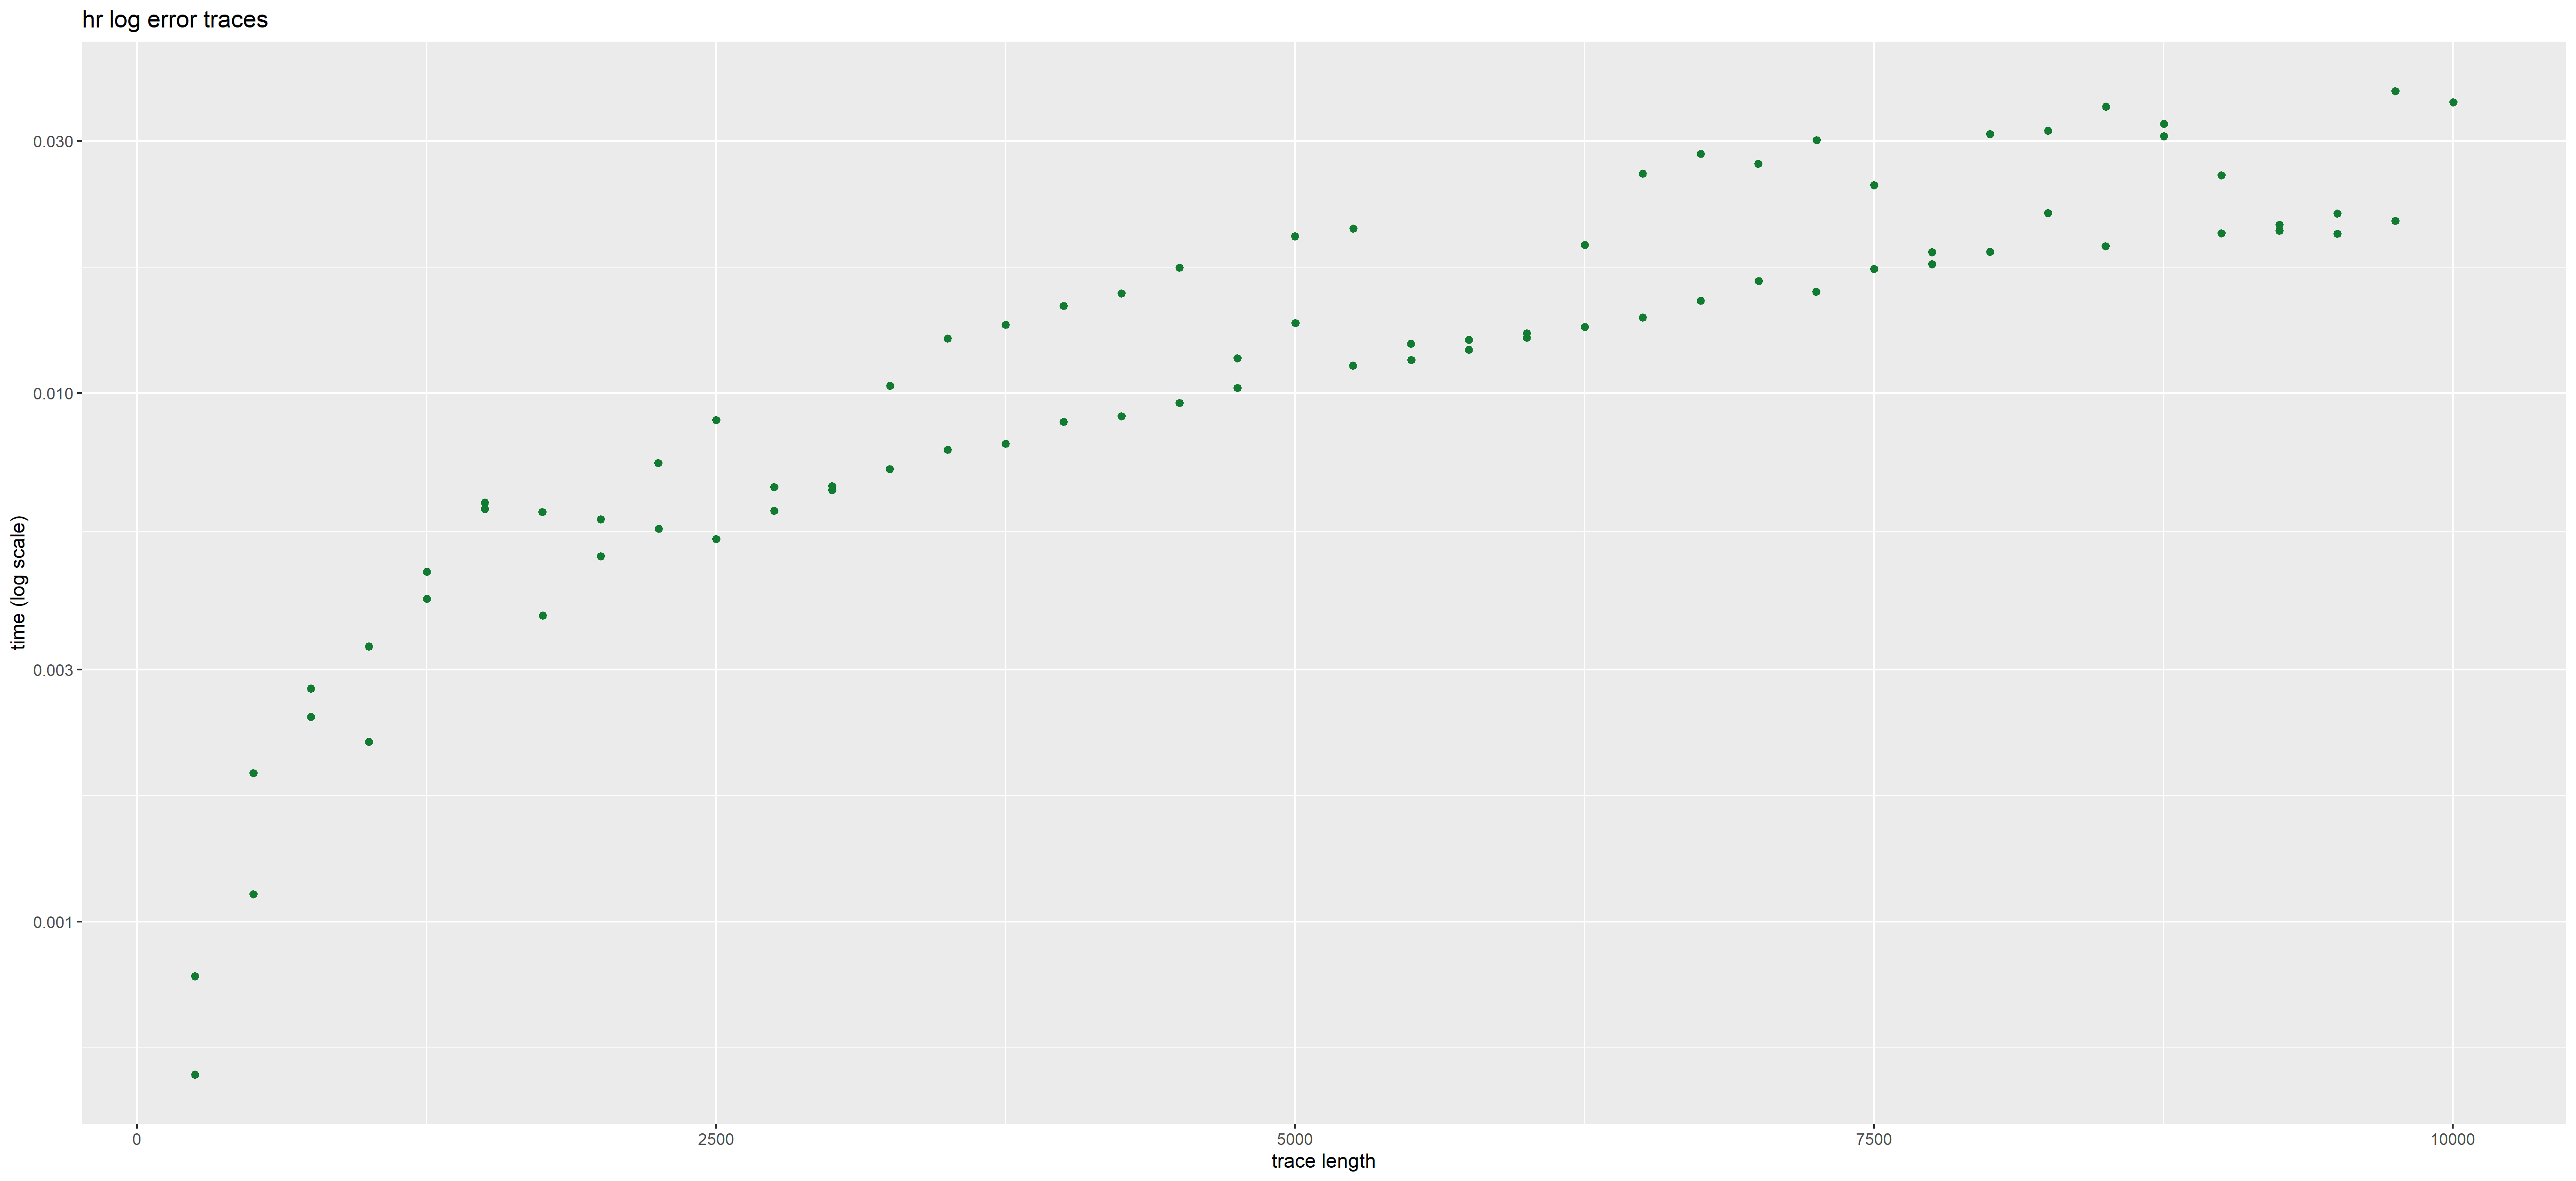 hr log error traces
0.030
0.010
0.003
0.001
time (log scale)
0 2500 5000 7500 10000
trace length